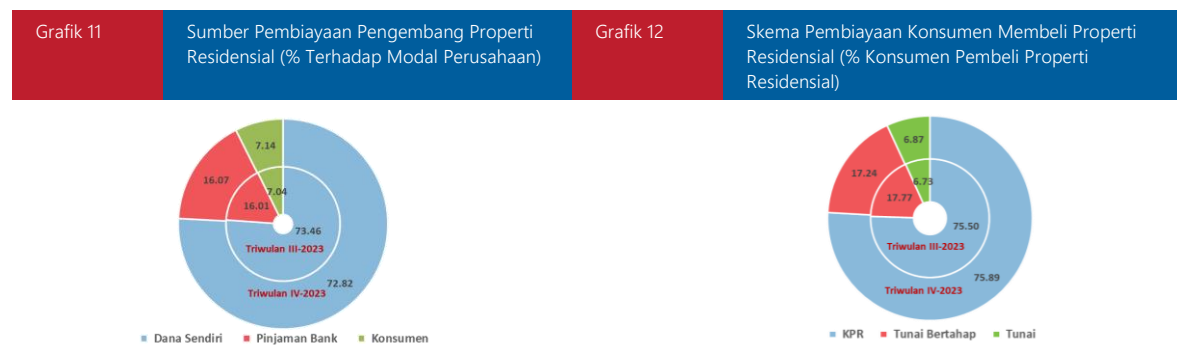 Grafik 11
Sumber Pembiayaan Pengembang Properti
Residensial (% Terhadap Modal Perusahaan)
Grafik 12
Skema Pembiayaan Konsumen Membeli Properti
Residensial (% Konsumen Pembeli Properti
Residensial)
7.14
16.07
7.04
16.01
73.46
Triwulan III-2023
72.82
Triwulan IV-2023
Dana Sendiri
Pinjaman Bank
Konsumen
6.87
17.24
6.73
17.77
75.50
Triwulan III-2023
75.89
Triwulan IV-2023
KPR
Tunai Bertahap
Tunai